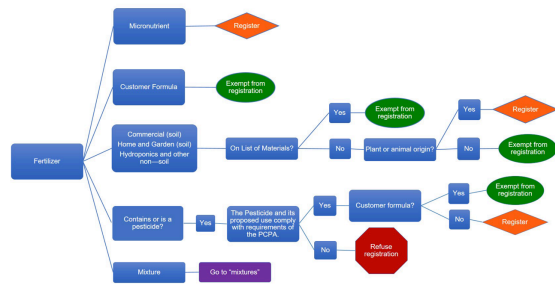 Micronutrient
Register
Customer Formula
Exempt from
registration
Commercial (soil)
Home and Garden (soil)
Hydroponics and other
non—soil
On List of Materials?
Yes
Exempt from
registration
No
Plant or animal origin?
Yes
Register
No
Exempt from
registration
Fertilizer
Contains or is a
pesticide?
Yes
The Pesticide and its
proposed use comply
with requirements of
the PCPA.
Yes
Customer formula?
Yes
Exempt from
registration
No
Register
No
Refuse
registration
Mixture
Go to "mixtures"